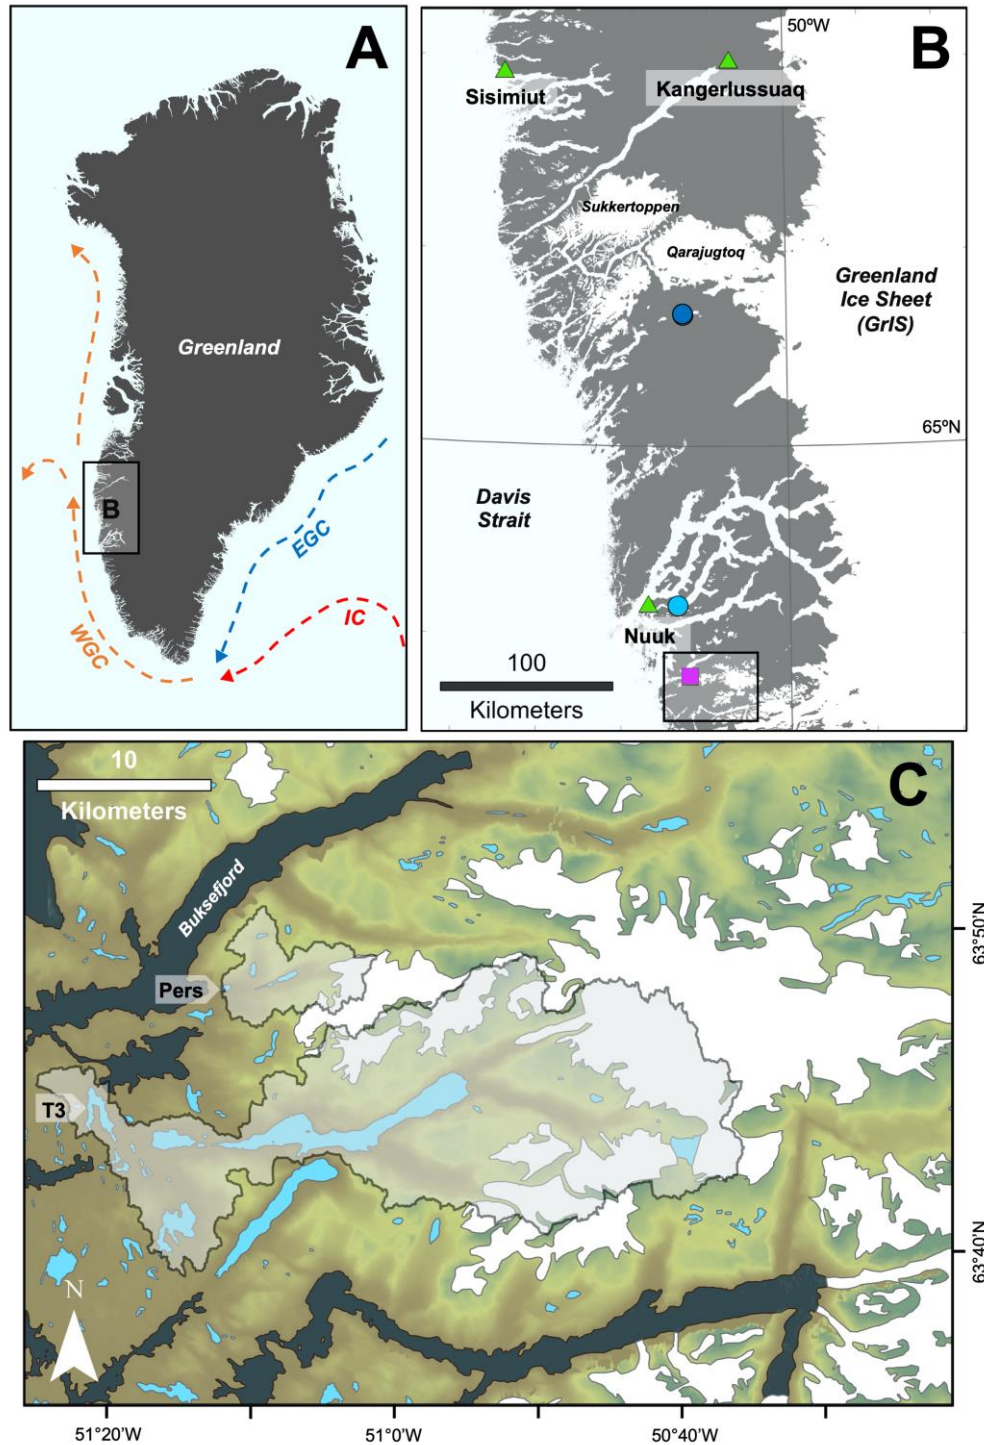 A
Greenland
B
EGC
IC
WGC
B
50ºW
Sisimiut
Kangerlussuaq
Sukkertoppen
Qarajugtoq
Greenland
Ice Sheet
(GrIS)
65ºN
Davis
Strait
Nuuk
100
Kilometers
C
10
Kilometers
Buksefjord
Pers
T3
N
63°50'N
63°40'N
51°20'W
51°0'W
50°40'W